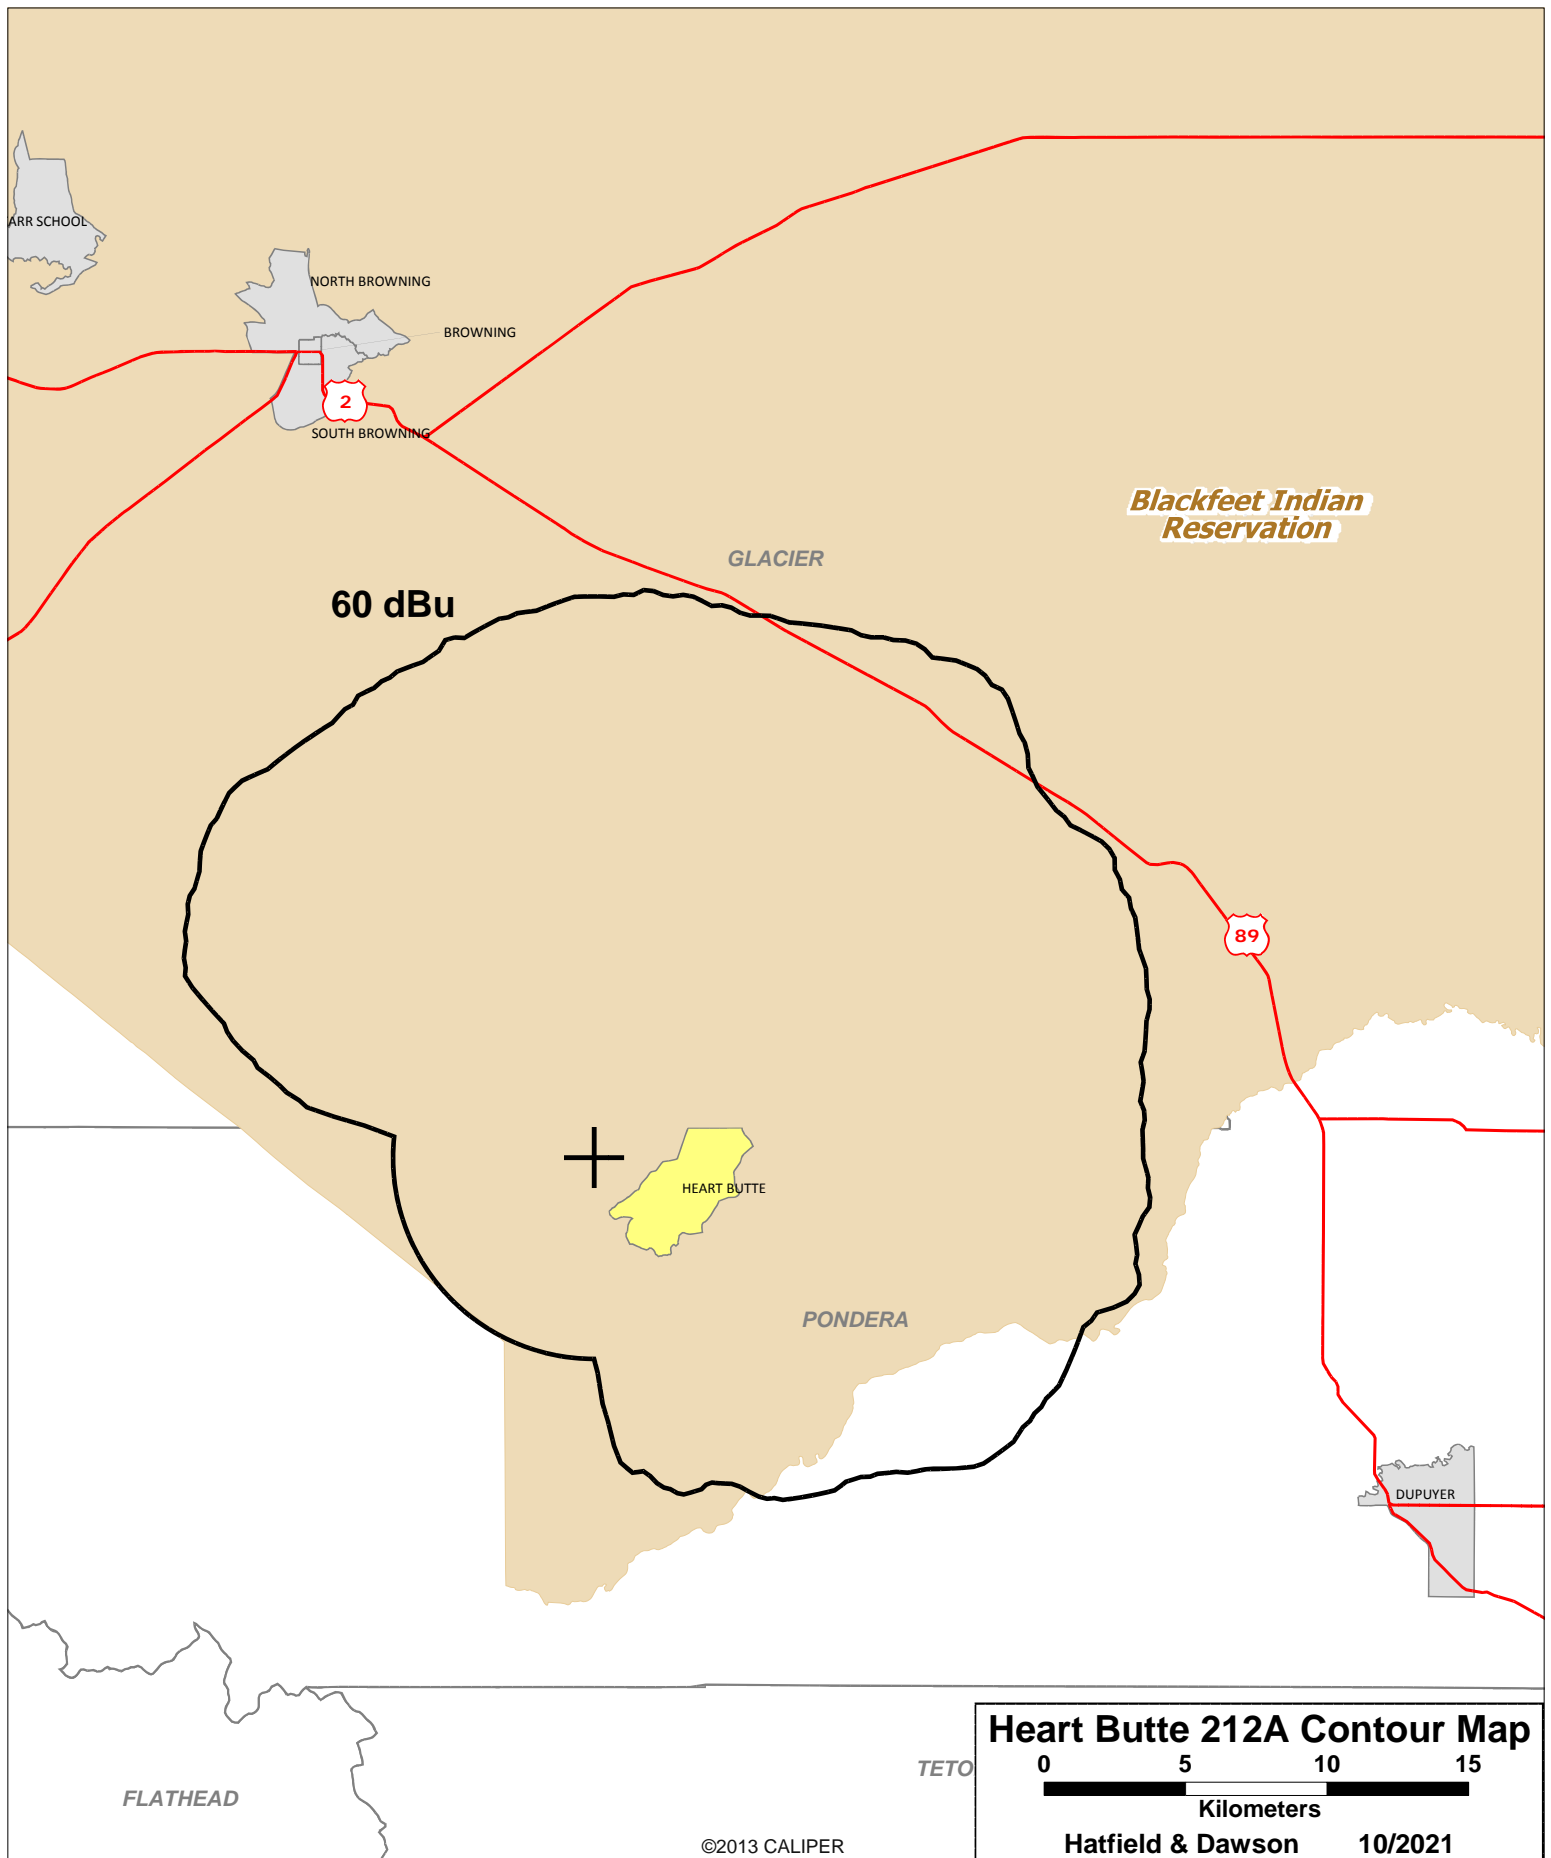 ARR SCHOOL
NORTH BROWNING
BROWNING
2
SOUTH BROWNING
Blackfeet Indian
Reservation
GLACIER
60 dBu
89
HEART BUTTE
PONDERA
DUPUYER
Heart Butte 212A Contour Map
0 5 10 15
Kilometers
Hatfield & Dawson 10/2021
TETO
FLATHEAD
©2013 CALIPER